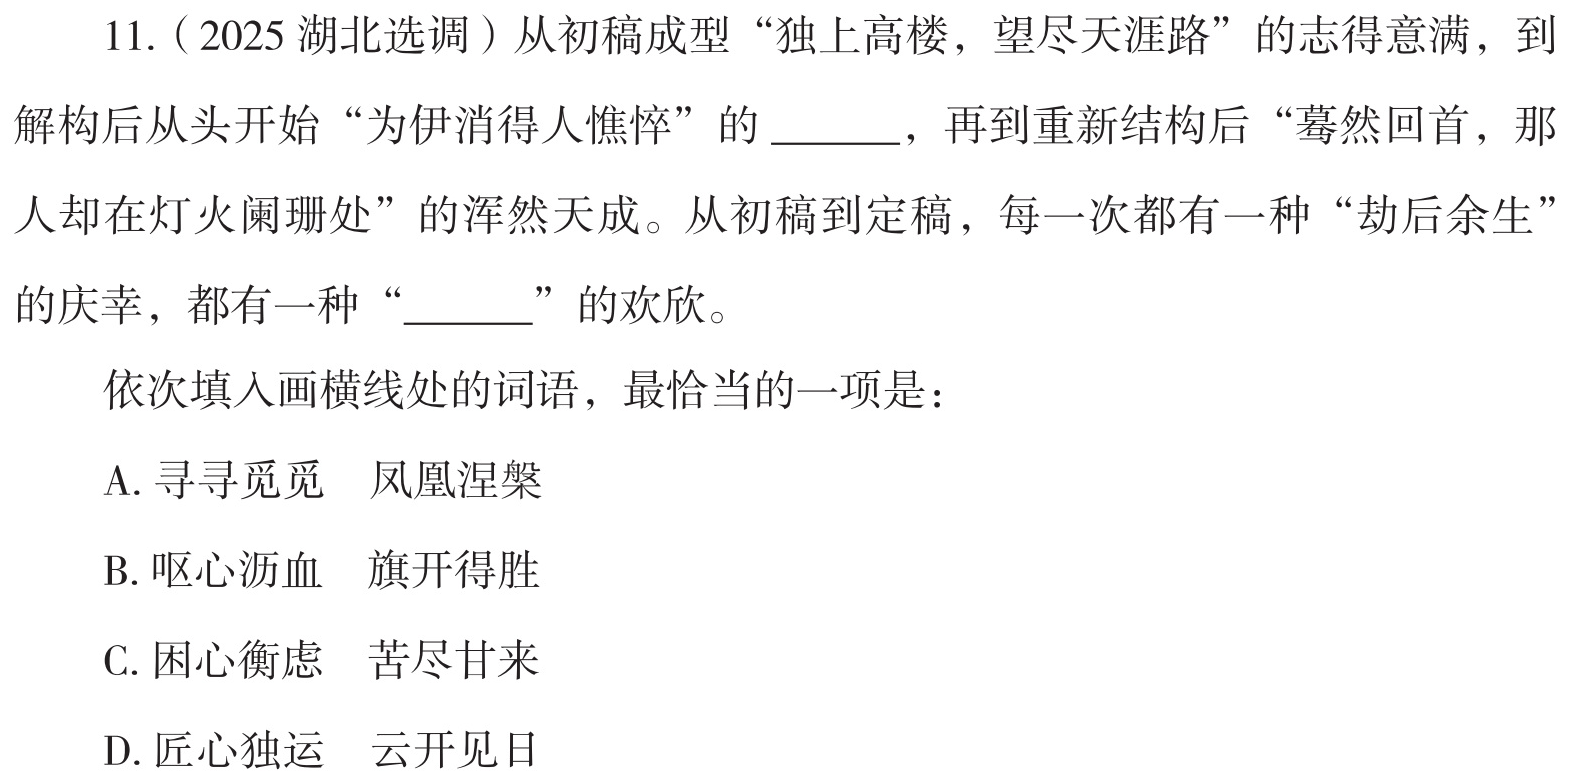 11.（2025 湖北选调）从初稿成型“独上高楼，望尽天涯路”的志得意满，到
解构后从头开始“为伊消得人憔悴”的______，再到重新结构后“蓦然回首，那
人却在灯火阑珊处”的浑然天成。从初稿到定稿，每一次都有一种“劫后余生”
的庆幸，都有一种“______”的欢欣。
依次填入画横线处的词语，最恰当的一项是：
A. 寻寻觅觅　凤凰涅槃
B. 呕心沥血　旗开得胜
C. 困心衡虑　苦尽甘来
D. 匠心独运　云开见日